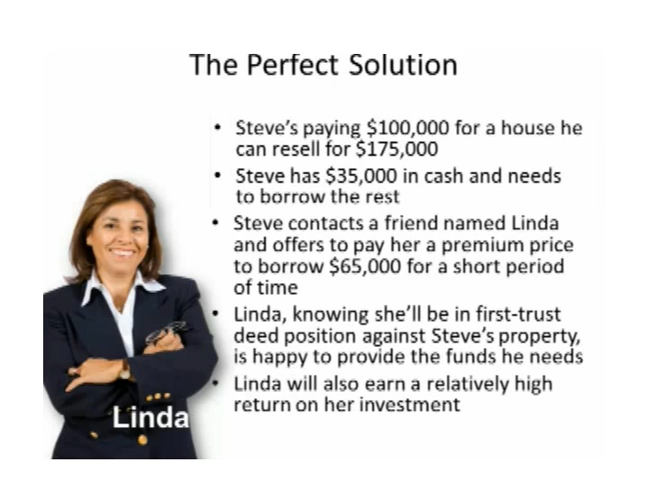 The Perfect Solution
• Steve's paying $100,000 for a house he
can resell for $175,000
• Steve has $35,000 in cash and needs
to borrow the rest
• Steve contacts a friend named Linda
and offers to pay her a premium price
to borrow $65,000 for a short period
of time
• Linda, knowing she'll be in first-trust
deed position against Steve's property,
is happy to provide the funds he needs
• Linda will also earn a relatively high
return on her investment
Linda